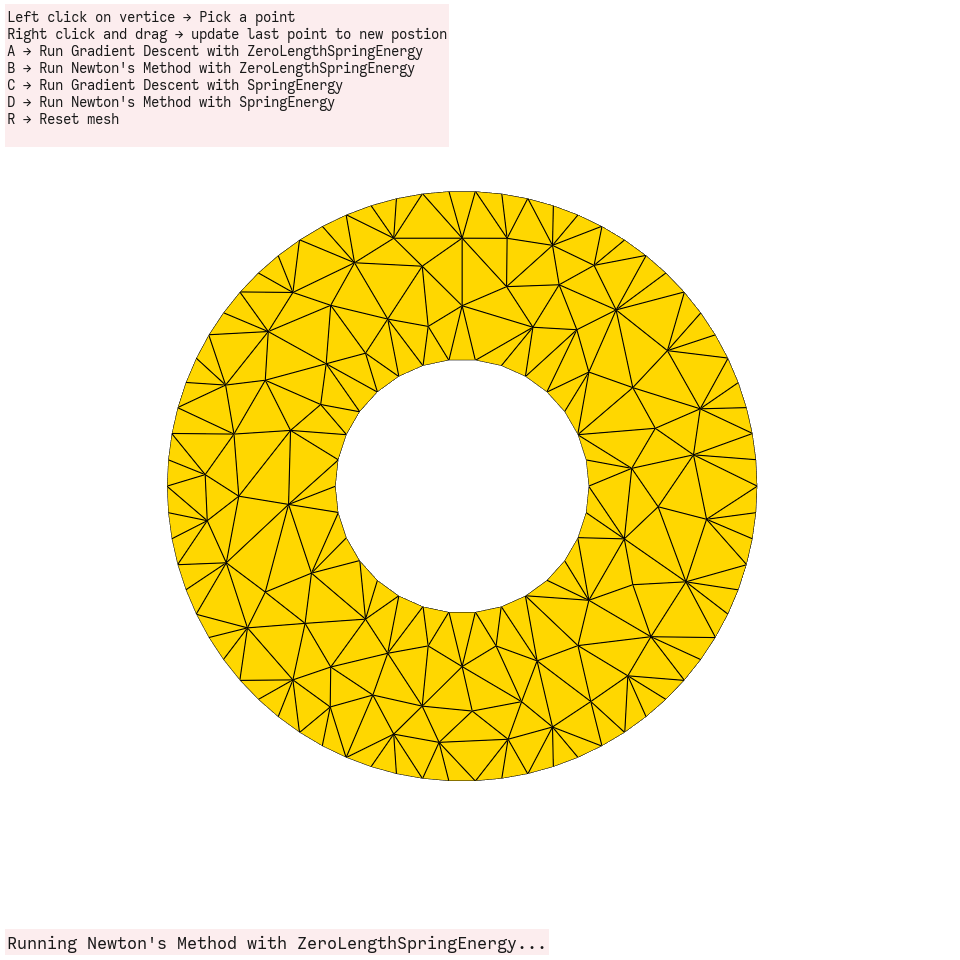 Left click on vertice → Pick a point
Right click and drag → update last point to new postion
A → Run Gradient Descent with ZeroLengthSpringEnergy
B → Run Newton's Method with ZeroLengthSpringEnergy
C → Run Gradient Descent with SpringEnergy
D → Run Newton's Method with SpringEnergy
R → Reset mesh
Running Newton's Method with ZeroLengthSpringEnergy...